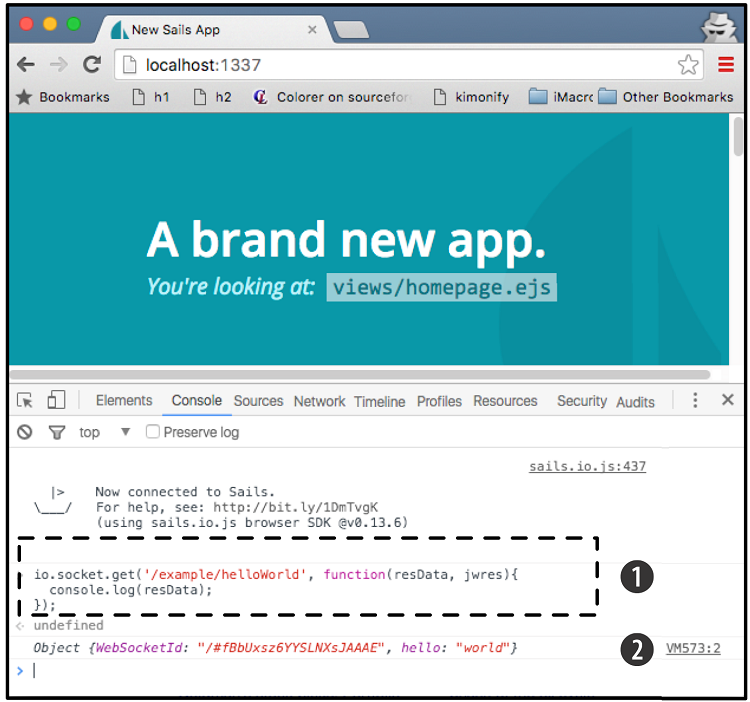 New Sails App
localhost:1337
Bookmarks h1 h2 Colorer on sourcefor kimonify iMacro Other Bookmarks
A brand new app.
You're looking at: views/homepage.ejs
Elements Console Sources Network Timeline Profiles Resources Security Audits
top Preserve log
sails.io.js:437
|> Now connected to Sails.
\___/ For help, see: http://bit.ly/1DmTvgK
(using sails.io.js browser SDK @v0.13.6)
io.socket.get('/example/helloWorld', function(resData, jwres){
console.log(resData);
});
1
undefined
Object {WebSocketId: "/#fBbUxsz6YYSLNXsJAAAE", hello: "world"} 2 VM573:2
>